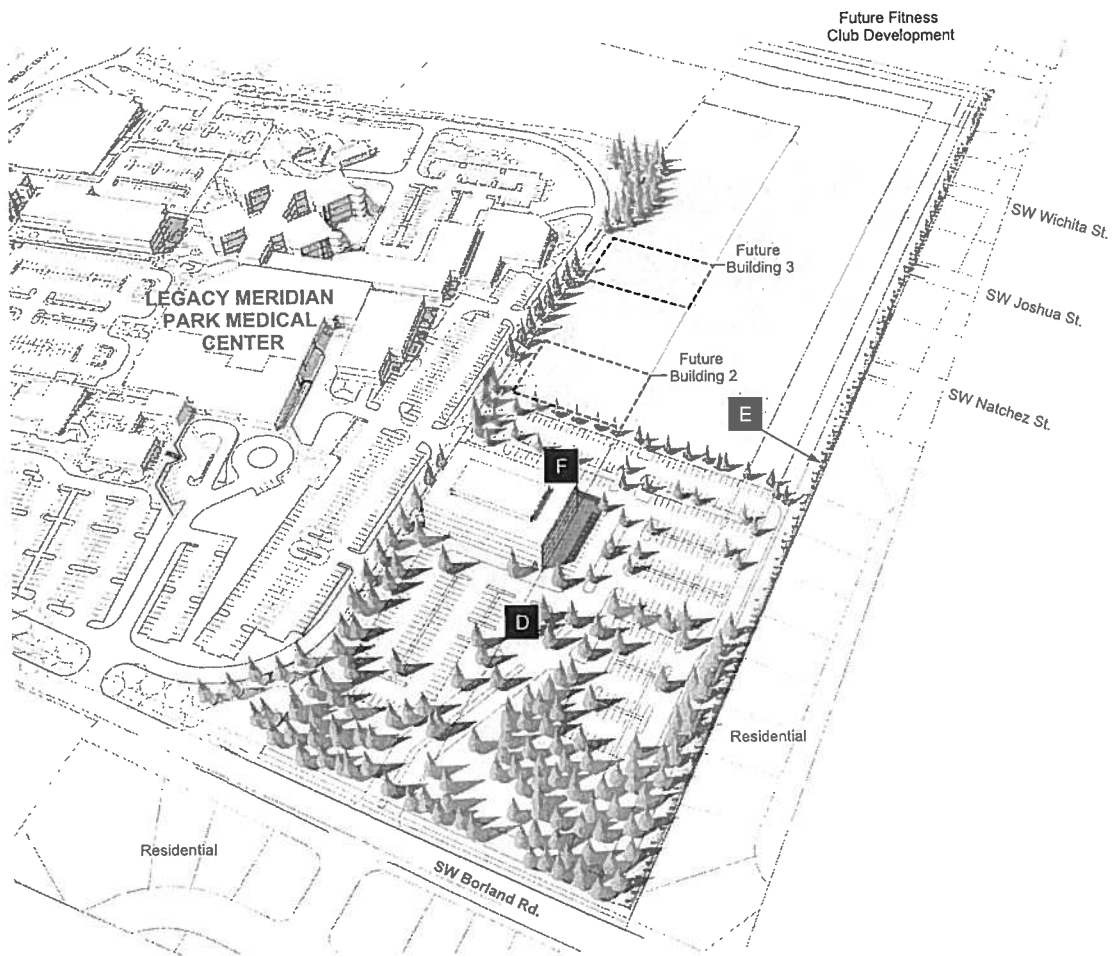 Future Fitness
Club Development
SW Wichita St.
Future
Building 3
SW Joshua St.
LEGACY MERIDIAN
PARK MEDICAL
CENTER
Future
Building 2
SW Natchez St.
E
F
D
Residential
Residential
SW Borland Rd.